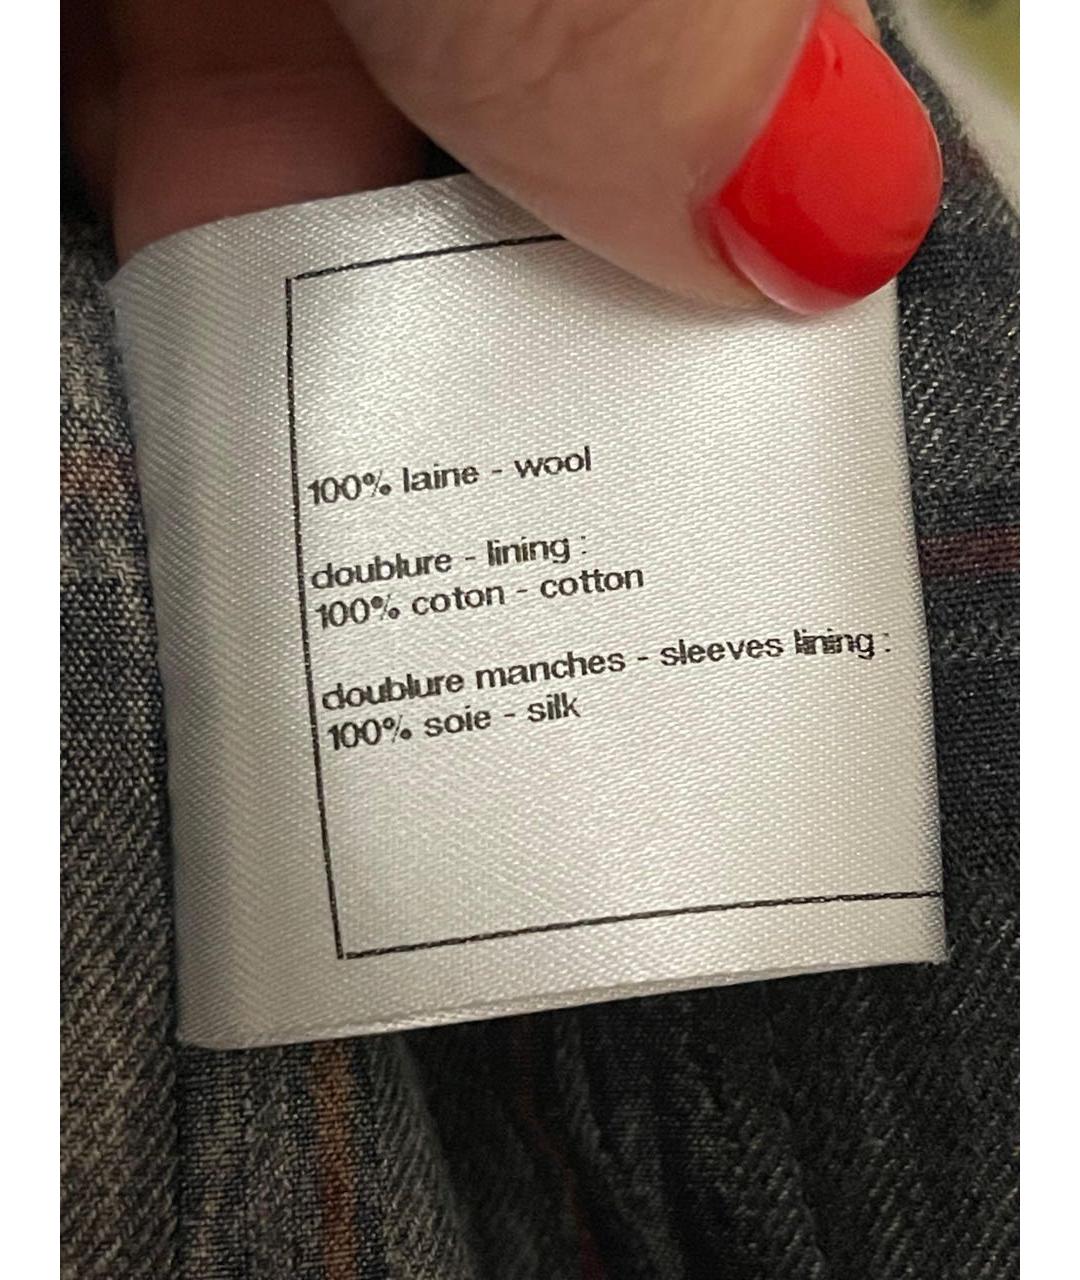 100% laine - wool
doublure - lining :
100% coton - cotton
doublure manches - sleeves lining :
100% soie - silk